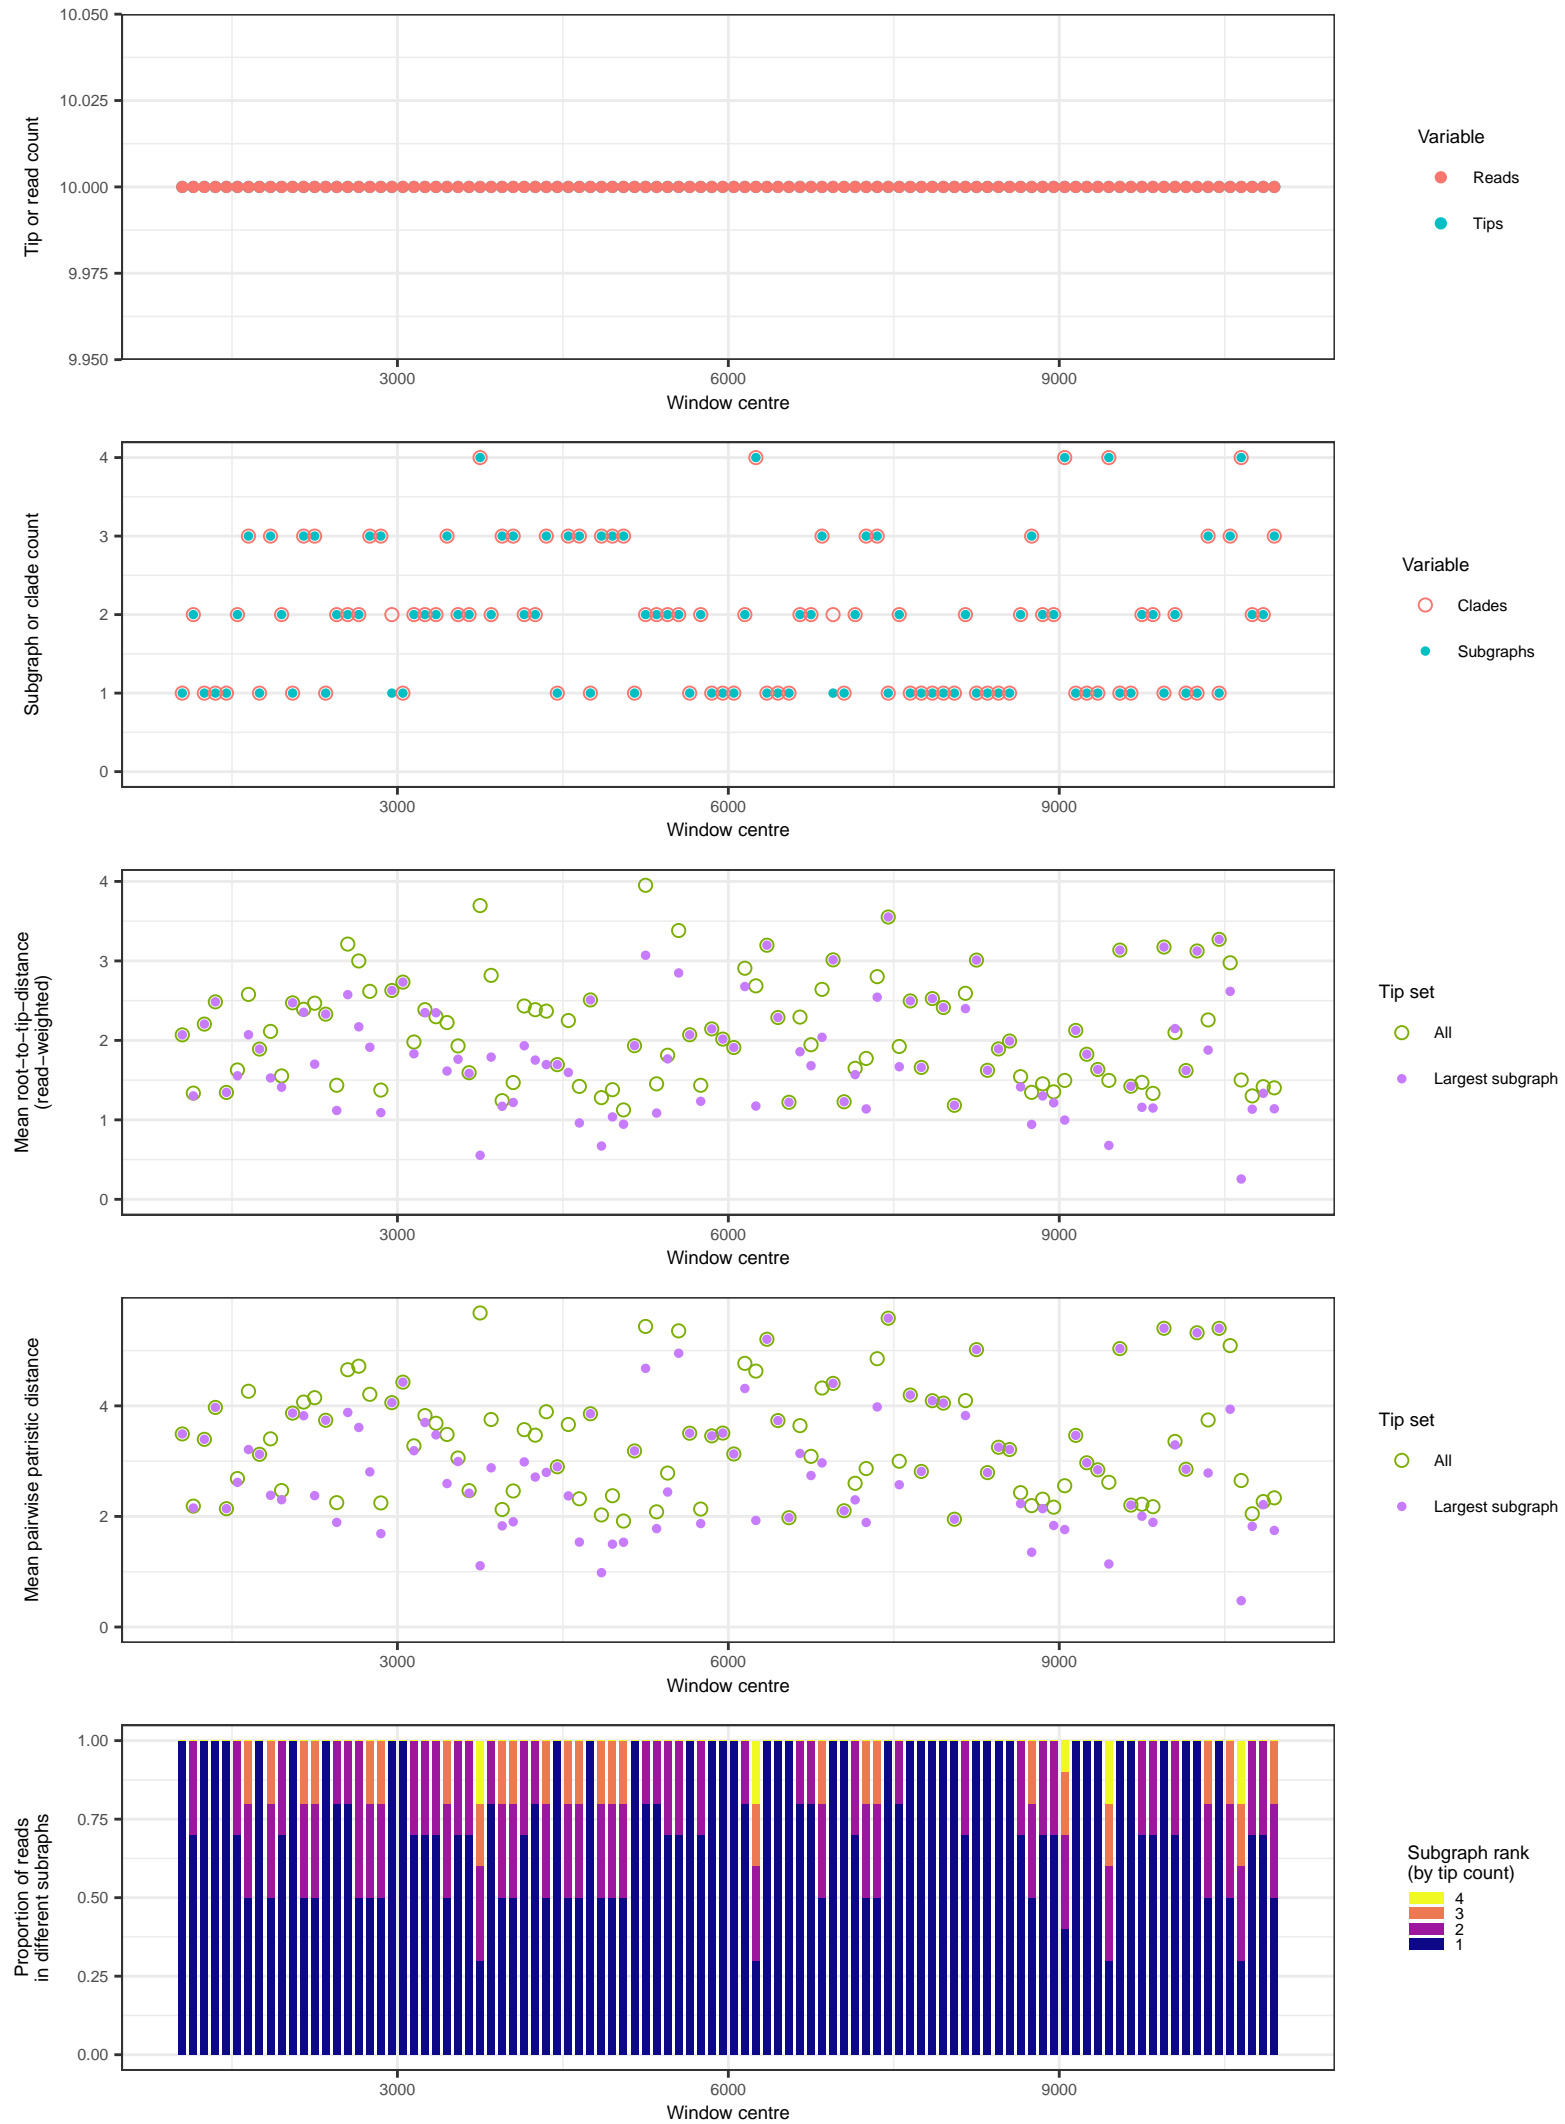 10.050
10.025
10.000
9.975
9.950
Tip or read count
3000
6000
9000
Window centre
Variable
Reads
Tips
4
3
2
1
0
Subgraph or clade count
3000
6000
9000
Window centre
Variable
Clades
Subgraphs
4
3
2
1
0
Mean root−to−tip−distance
(read−weighted)
3000
6000
9000
Window centre
Tip set
All
Largest subgraph
4
2
0
Mean pairwise patristic distance
3000
6000
9000
Window centre
Tip set
All
Largest subgraph
1.00
0.75
0.50
0.25
0.00
Proportion of reads
in different subraphs
3000
6000
9000
Window centre
Subgraph rank
(by tip count)
4
3
2
1